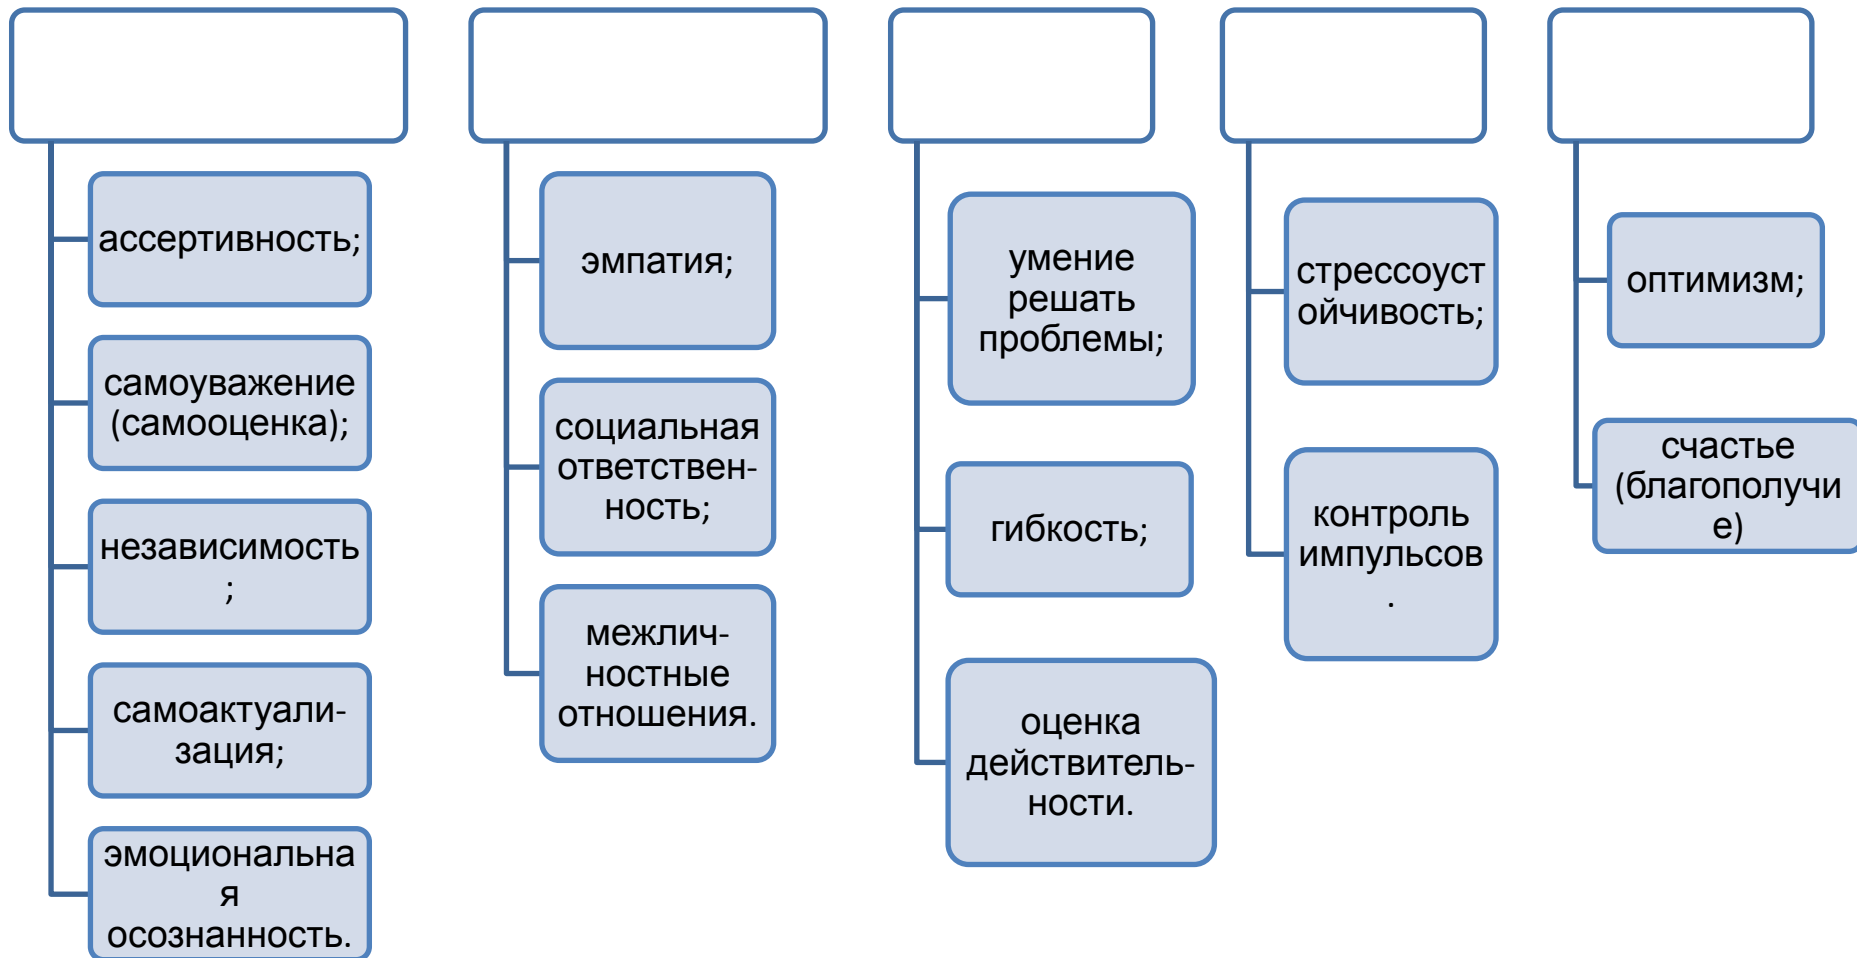 ассертивность;
самоуважение
(самооценка);
независимость
;
самоактуали-
зация;
эмоциональна
я
осознанность.
эмпатия;
социальная
ответствен-
ность;
межлич-
ностные
отношения.
умение
решать
проблемы;
гибкость;
оценка
действитель-
ности.
стрессоуст
ойчивость;
контроль
импульсов
.
оптимизм;
счастье
(благополучи
е)